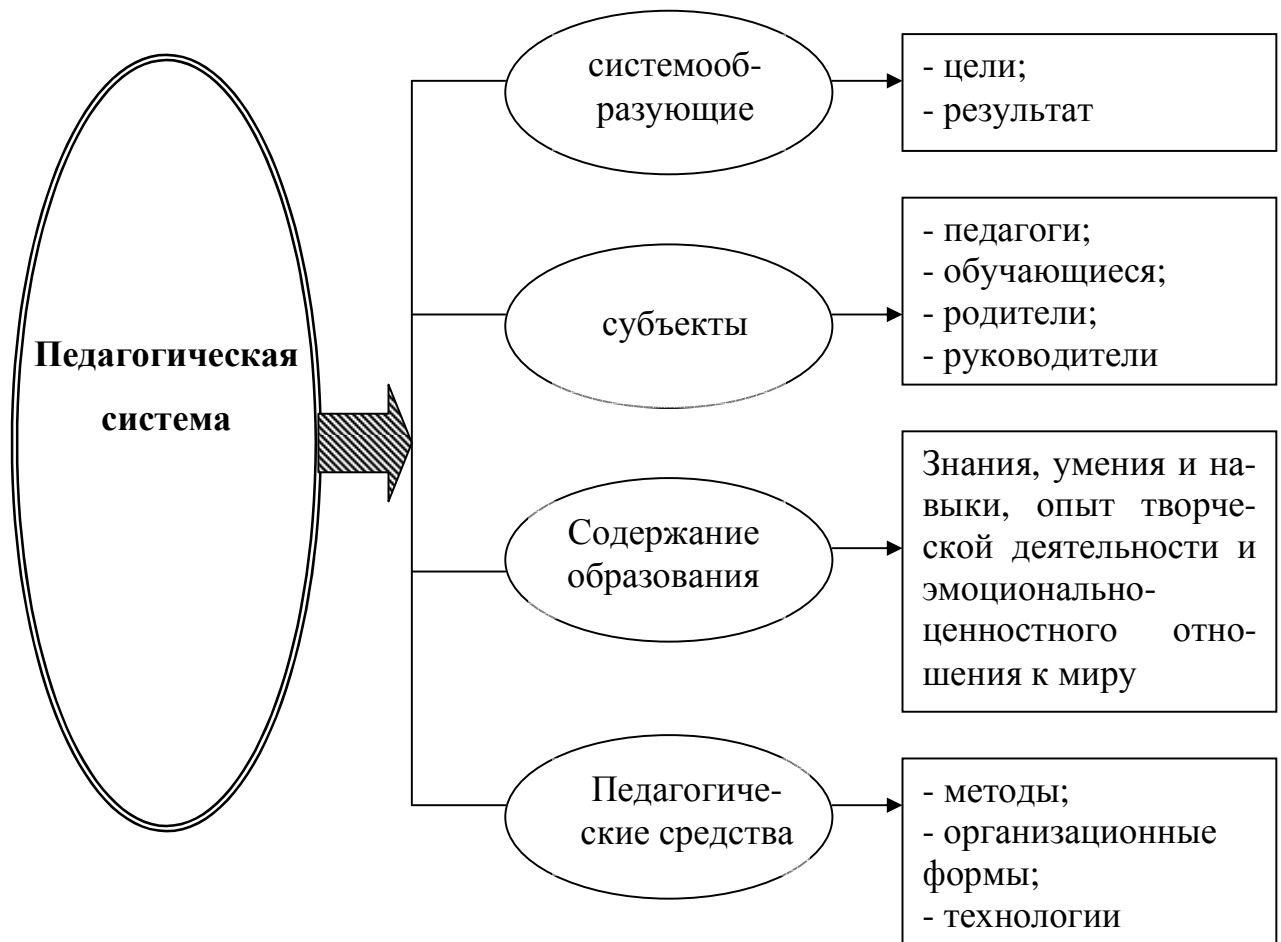 Педагогическая
система
системооб-
разующие
- цели;
- результат
субъекты
- педагоги;
- обучающиеся;
- родители;
- руководители
Содержание
образования
Знания, умения и на-
выки, опыт творче-
ской деятельности и
эмоционально-
ценностного отно-
шения к миру
Педагогиче-
ские средства
- методы;
- организационные
формы;
- технологии